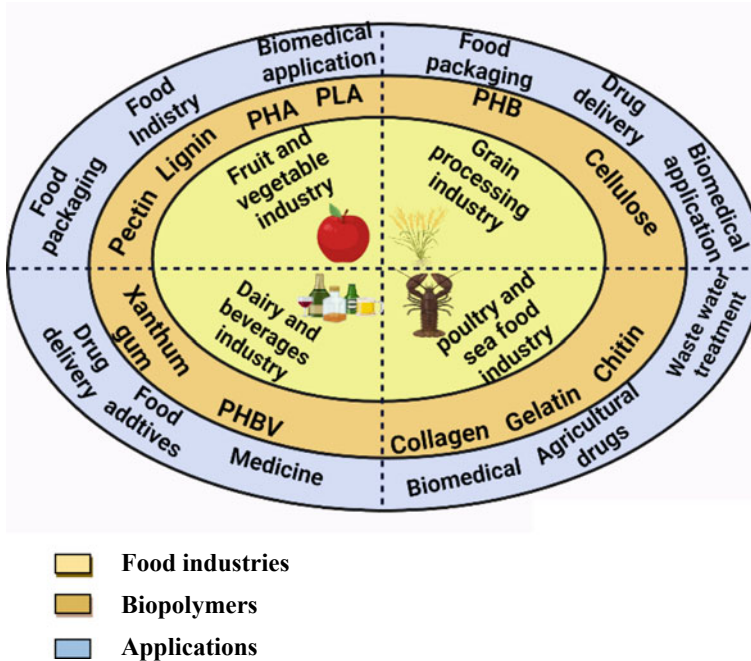 Biomedical
application
Food
packaging
Food
Indistry
Drug
delivery
Food
packaging
Biomedical
application
PHA
PLA
PHB
Lignin
Pectin
Cellulose
Fruit and
vegetable
industry
Grain
processing
industry
Dairy and
beverages
industry
poultry and
sea food
industry
Xanthum
gum
PHBV
Collagen
Gelatin
Chitin
Drug
delivery
Food
addtives
Medicine
Biomedical
Agricultural
drugs
Waste water
treatment
Food industries
Biopolymers
Applications